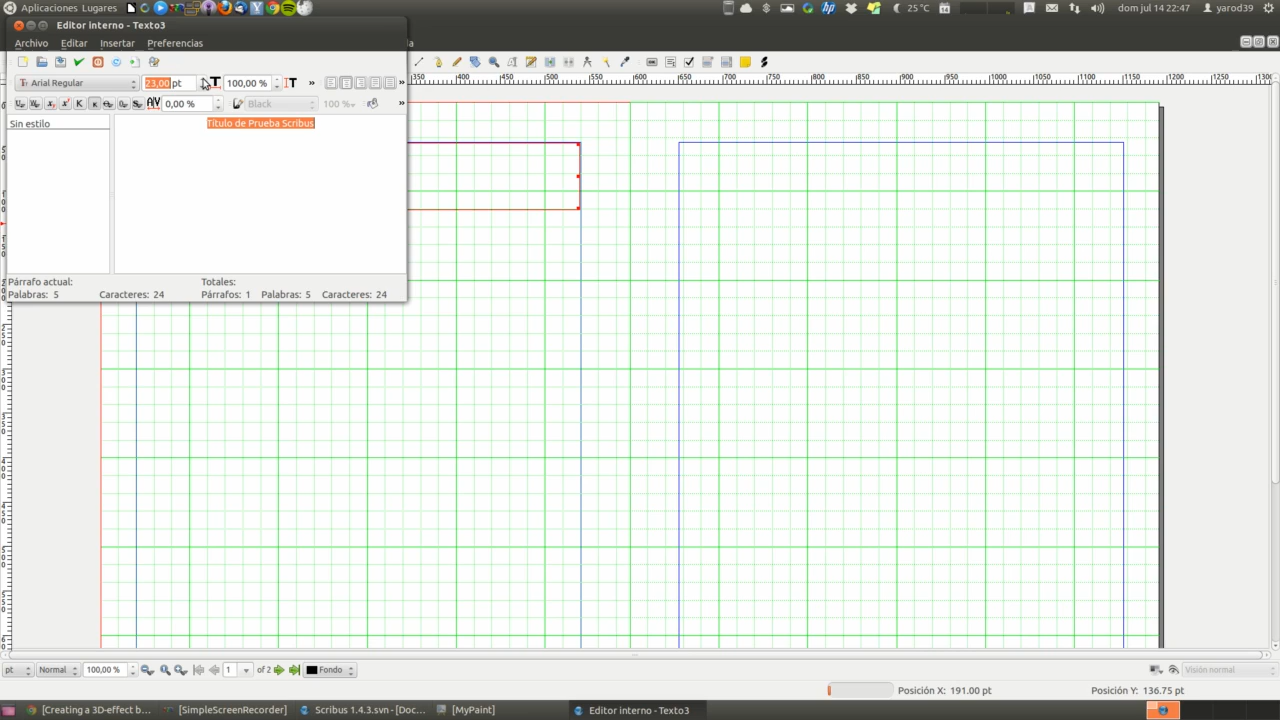 Aplicaciones Lugares
25 °C
dom jul 14 22:47
yarod39
Editor interno - Texto3
Archivo Editar Insertar Preferencias
da
Arial Regular
23,00 pt
100,00 %
»
0,00 %
Black
100 %
»
350 400 450 500 550 600 650 700 750 800 850 900 950 1000 1050 1100 1150 1200 1250 1300
Sin estilo
Título de Prueba Scribus
Párrafo actual:
Totales:
Palabras: 5
Caracteres: 24
Párrafos: 1
Palabras: 5
Caracteres: 24
pt
Normal
100,00 %
1
of 2
Fondo
Visión normal
Posición X: 191.00 pt
Posición Y: 136.75 pt
[Creating a 3D-effect b...
[SimpleScreenRecorder]
Scribus 1.4.3.svn - [Doc...
[MyPaint]
Editor interno - Texto3